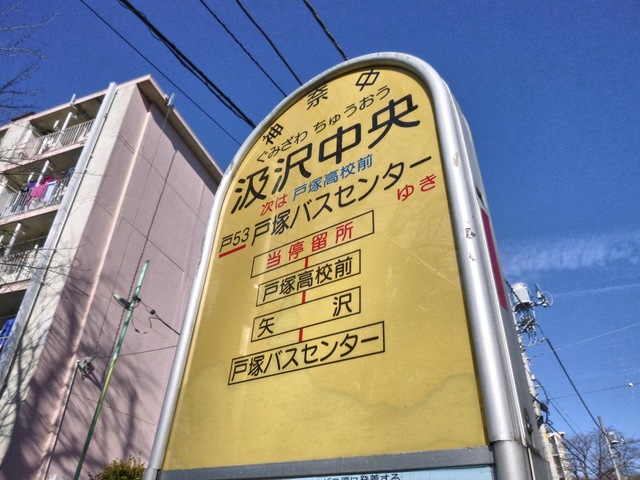 神奈中
ぐみざわ ちゅうおう
汲沢中央
次は 戸塚高校前
戸53 戸塚バスセンター ゆき
当停留所
戸塚高校前
矢 沢
戸塚バスセンター